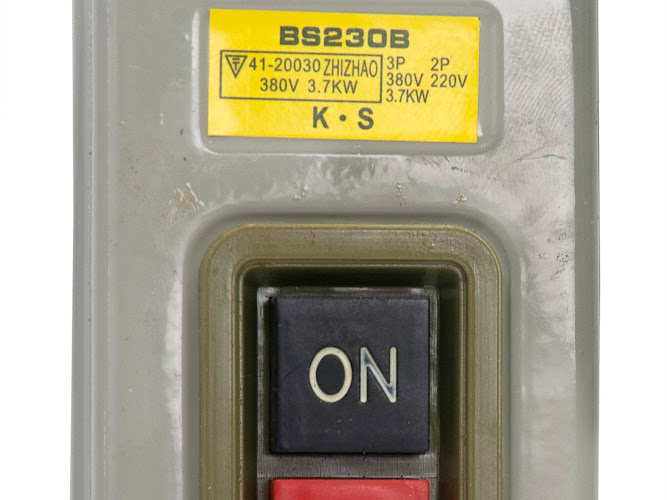 BS230B
41-20030 ZHIZHAO
380V 3.7KW
3P 2P
380V 220V
3.7KW
K·S
ON